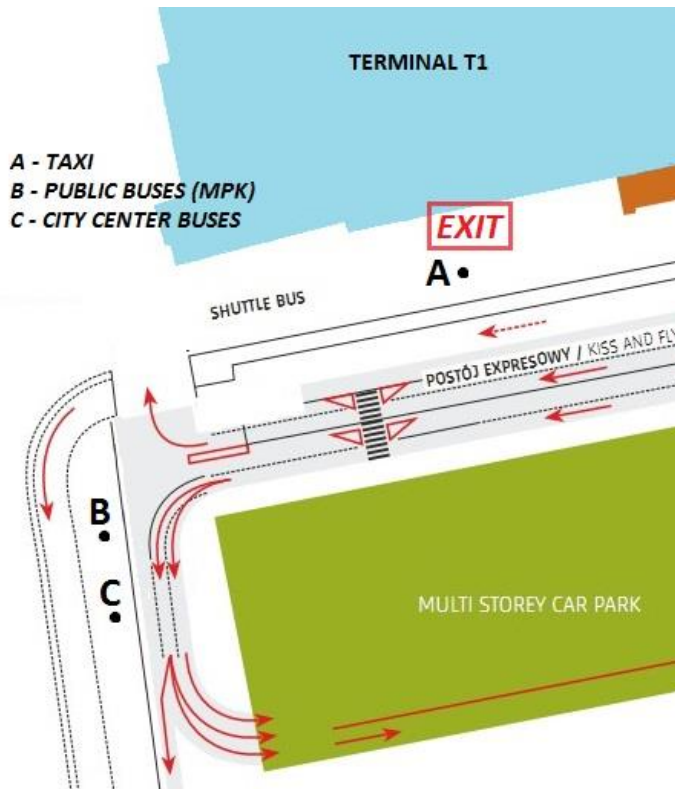 TERMINAL T1
A - TAXI
B - PUBLIC BUSES (MPK)
C - CITY CENTER BUSES
EXIT
A
SHUTTLE BUS
POSTÓJ EXPRESOWY / KISS AND FLY
B
C
MULTI STOREY CAR PARK